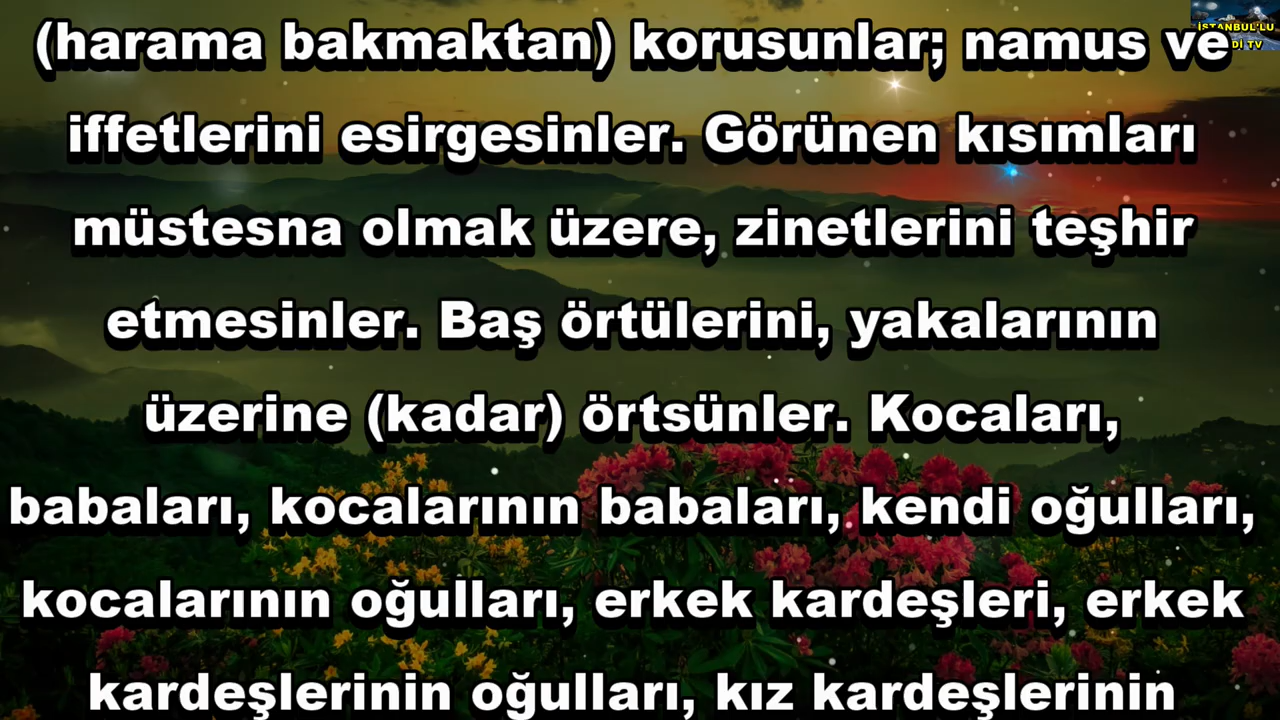 İSTANBUL'LU
Dİ TV
(harama bakmaktan) korusunlar; namus ve
iffetlerini esirgesinler. Görünen kısımları
müstesna olmak üzere, zinetlerini teşhir
etmesinler. Baş örtülerini, yakalarının
üzerine (kadar) örtsünler. Kocaları,
babaları, kocalarının babaları, kendi oğulları,
kocalarının oğulları, erkek kardeşleri, erkek
kardeşlerinin oğulları, kız kardeşlerinin